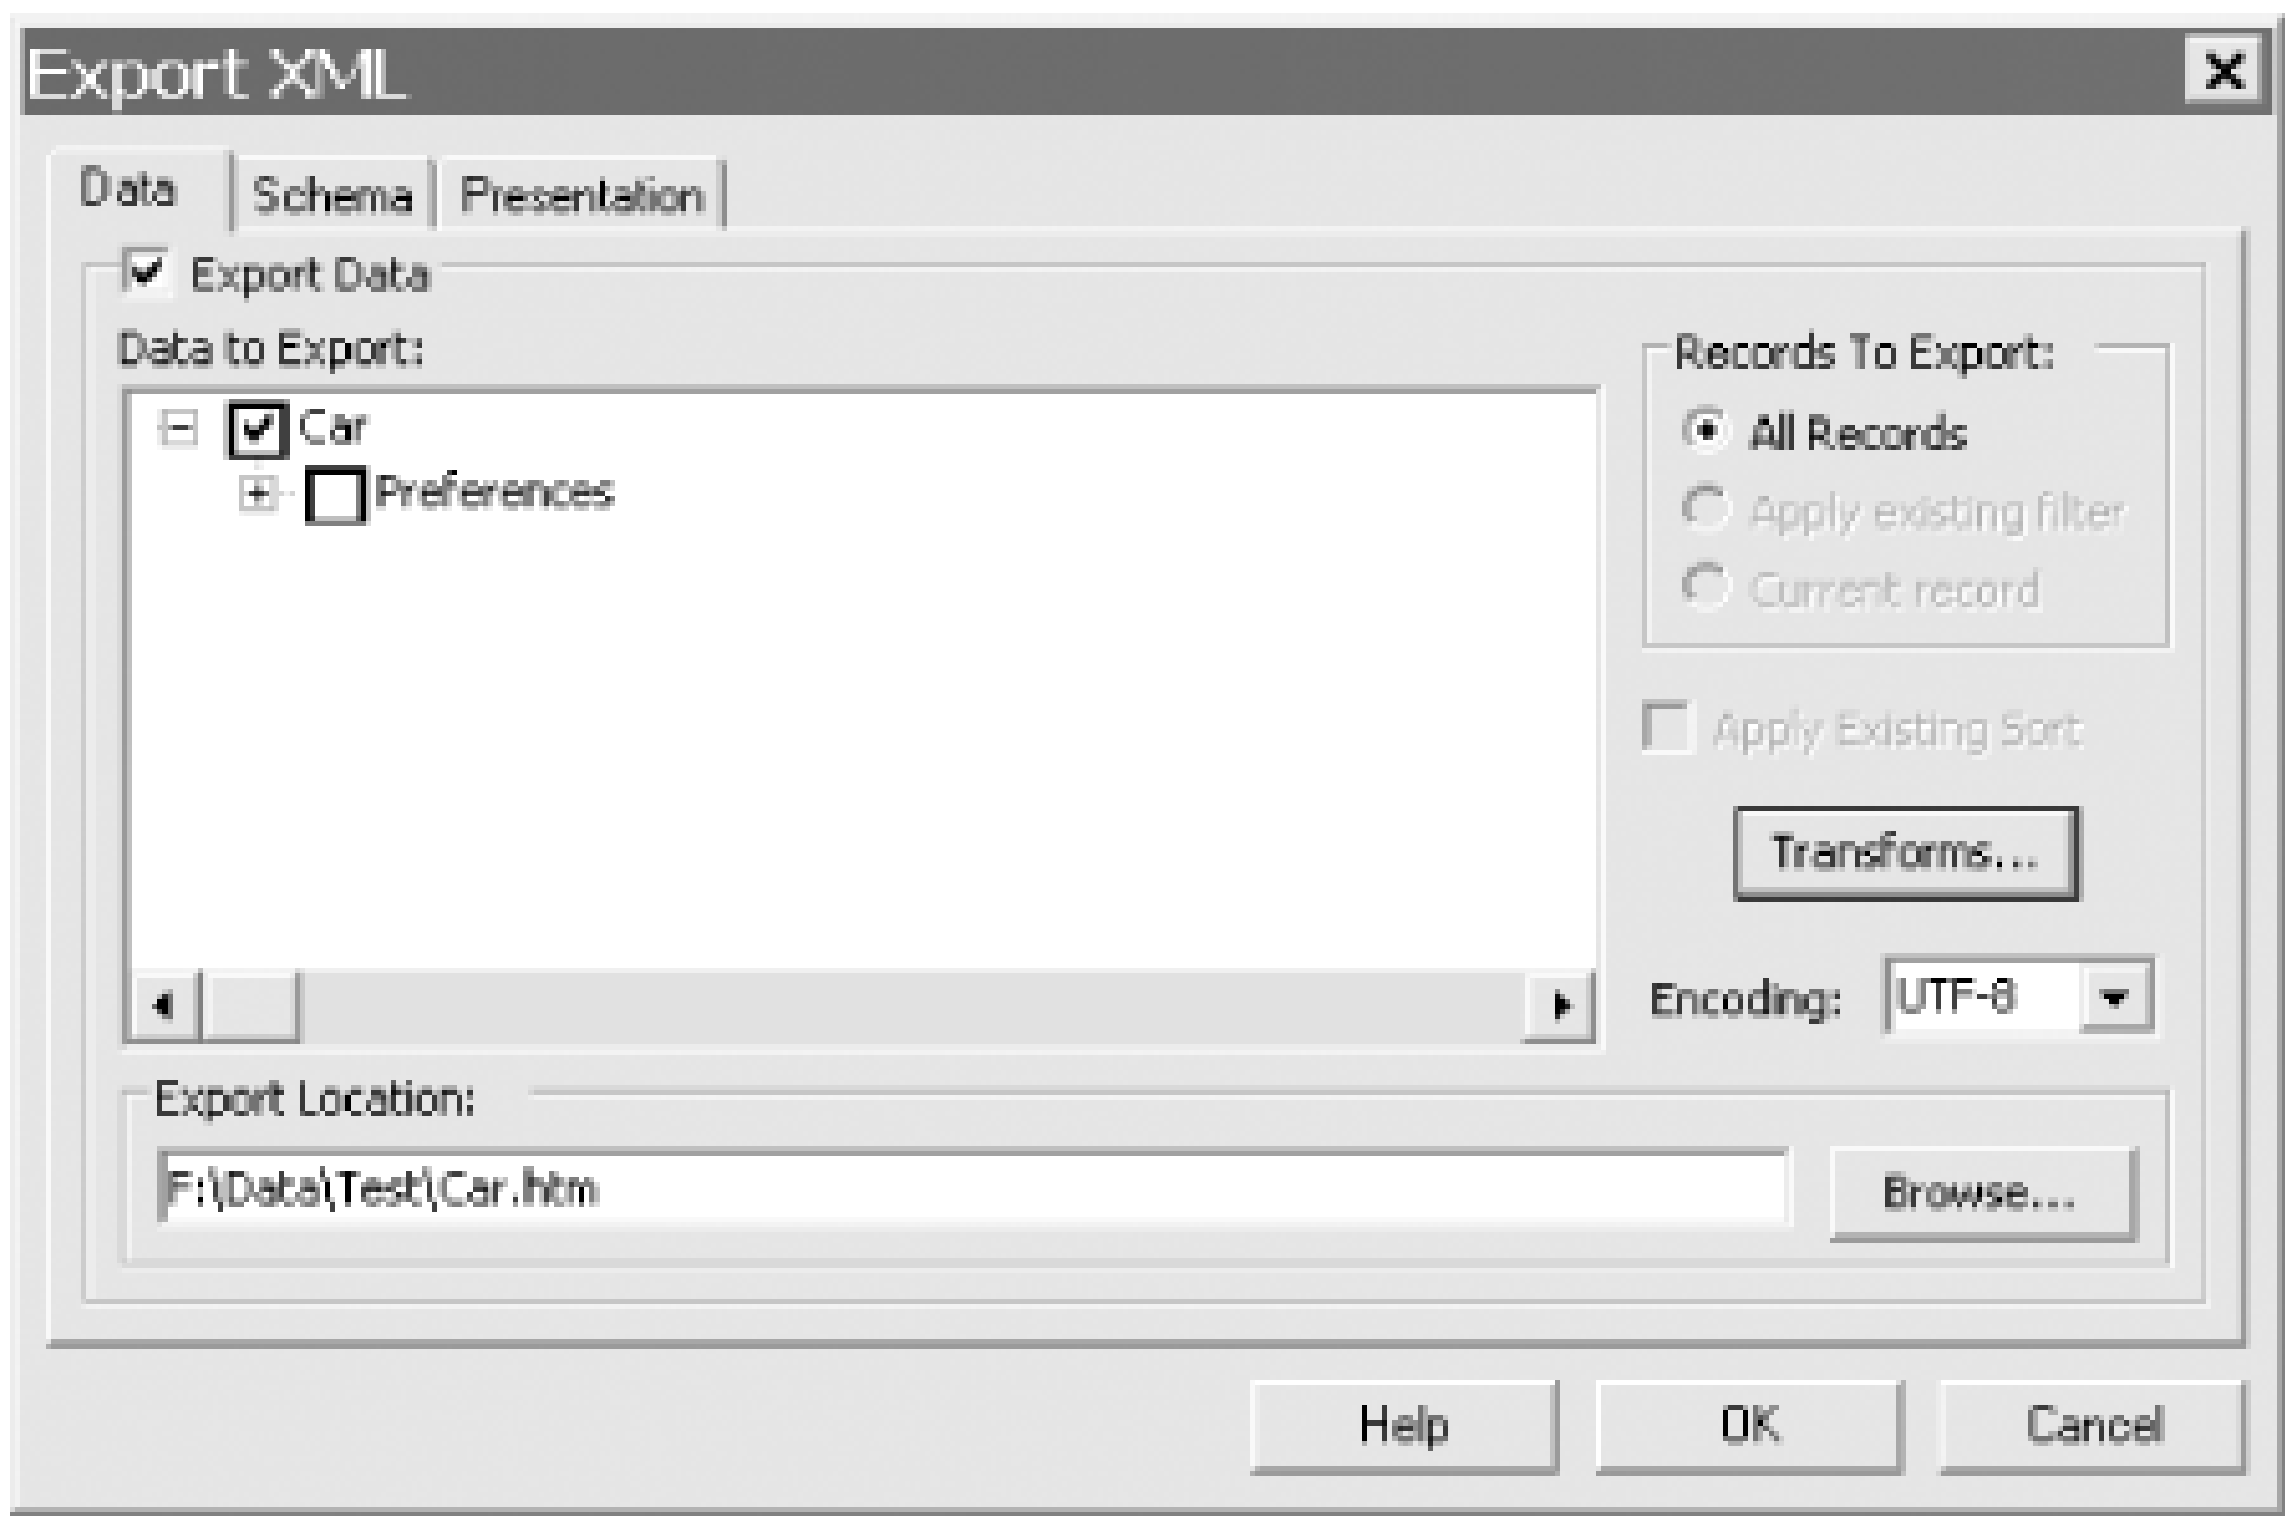 Export XML
Data Schema Presentation
Export Data
Data to Export:
Car
Preferences
Records To Export:
All Records
Apply existing filter
Current record
Apply Existing Sort
Transforms...
Encoding: UTF-8
Export Location:
F:\Data\Test\Car.htm
Browse...
Help OK Cancel